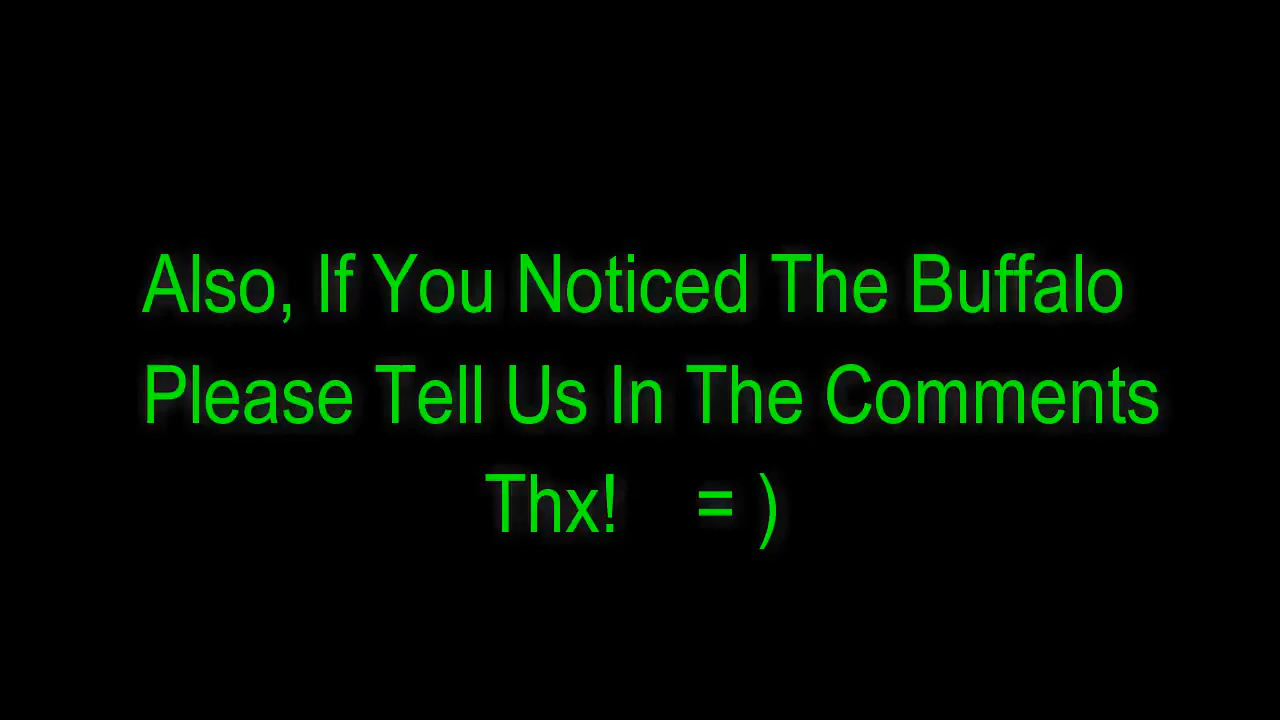 Also, If You Noticed The Buffalo
Please Tell Us In The Comments
Thx! = )